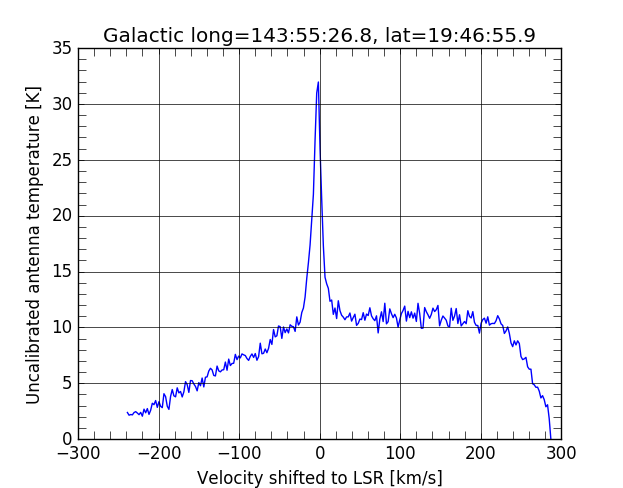 Galactic long=143:55:26.8, lat=19:46:55.9
35
30
25
20
15
10
5
0
Uncalibrated antenna temperature [K]
−300 −200 −100 0 100 200 300
Velocity shifted to LSR [km/s]